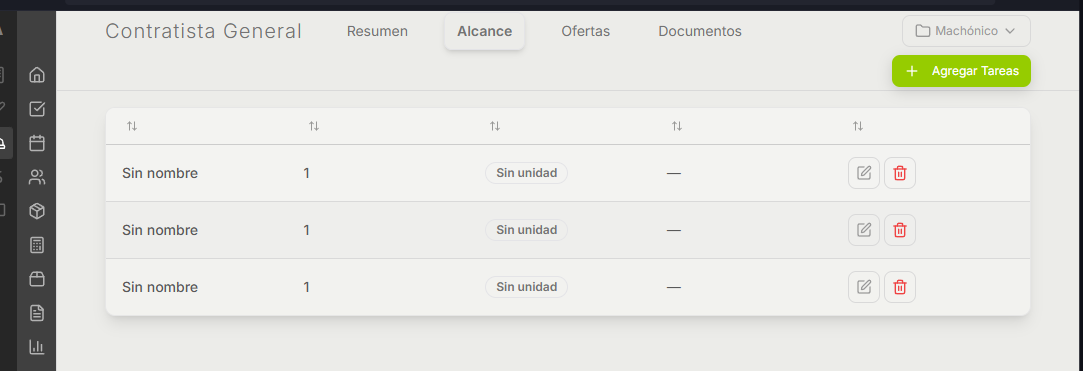 Contratista General Resumen Alcance Ofertas Documentos Machónico
Agregar Tareas
Sin nombre 1 Sin unidad —
Sin nombre 1 Sin unidad —
Sin nombre 1 Sin unidad —